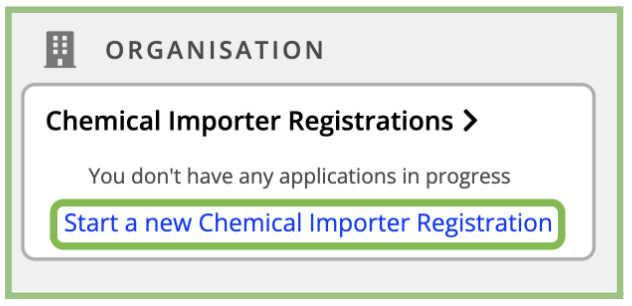 ORGANISATION
Chemical Importer Registrations
You don't have any applications in progress
Start a new Chemical Importer Registration